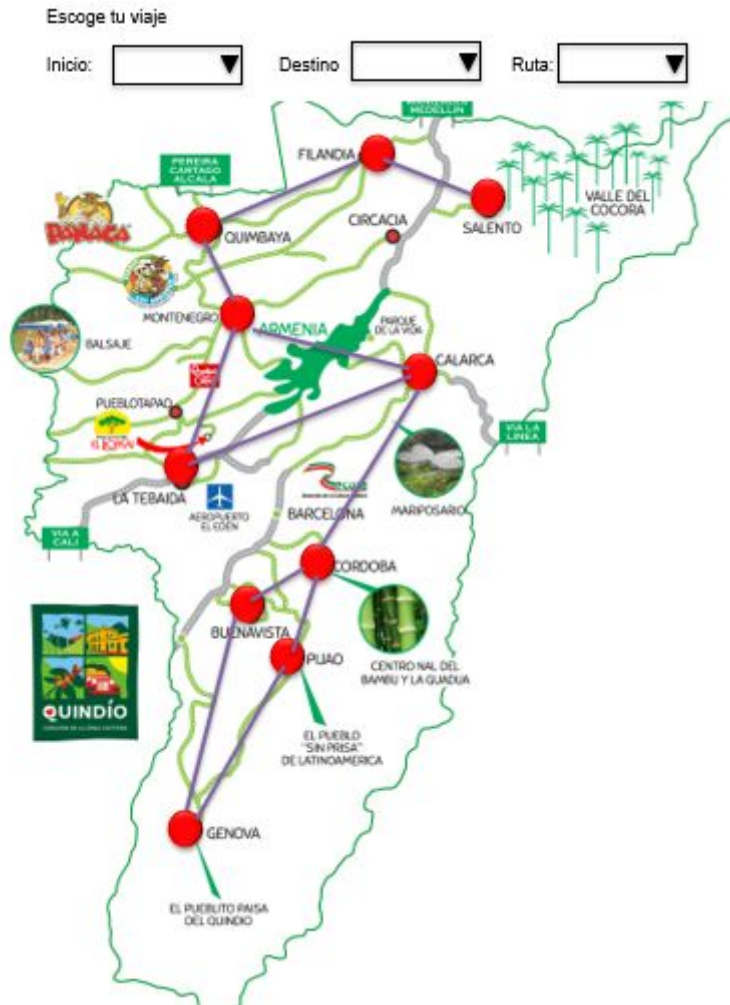 Escoge tu viaje
Inicio:
Destino
Ruta:
MEDELLIN
FILANDIA
PEREIRA
CARTAGO
ALCALA
VALLE DEL
COCORA
SALENTO
CIRCACIA
PANACA
QUIMBAYA
MONTENEGRO
ARMENIA
PARQUE
DE LA VIDA
BALSAJE
CALARCA
PUEBLOTAPAO
VIA LA
LINEA
LA TEBAIDA
AEROPUERTO
EL EDEN
BARCELONA
MARIPOSARIO
VIA A
CALI
CORDOBA
BUENAVISTA
PIJAO
CENTRO NAL DEL
BAMBU Y LA GUADUA
QUINDÍO
EL PUEBLO
"SIN PRISA"
DE LATINOAMERICA
GENOVA
EL PUEBLITO PAISA
DEL QUINDIO